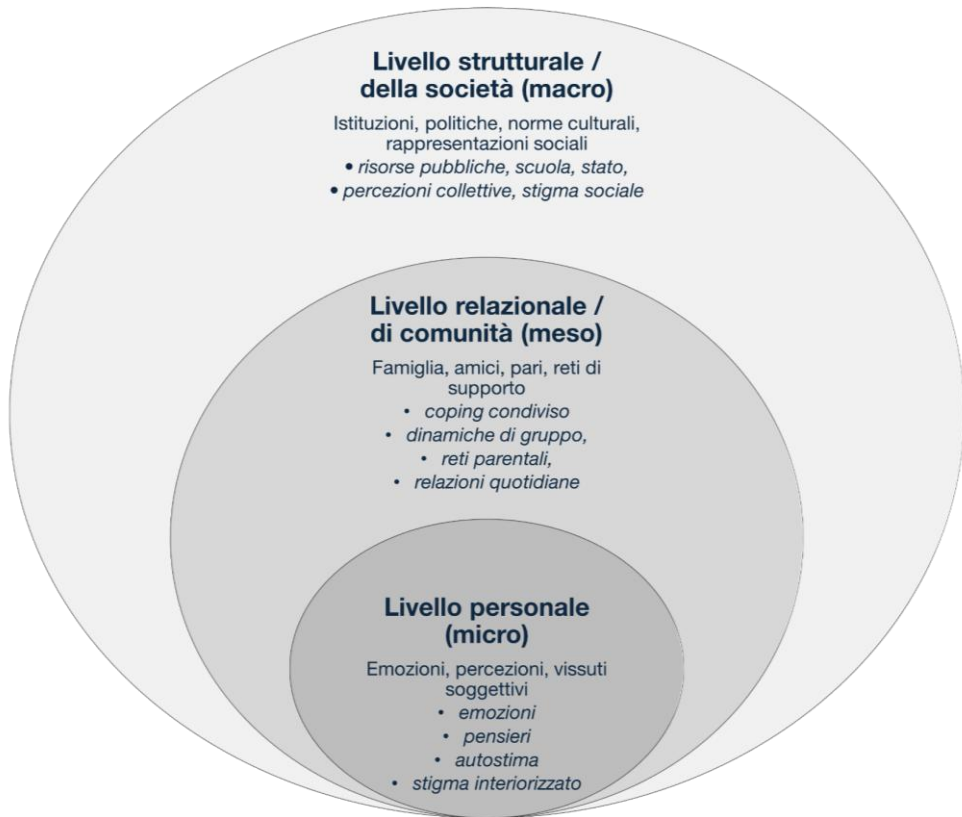 Livello strutturale /
della società (macro)
Istituzioni, politiche, norme culturali,
rappresentazioni sociali
• risorse pubbliche, scuola, stato,
• percezioni collettive, stigma sociale
Livello relazionale /
di comunità (meso)
Famiglia, amici, pari, reti di
supporto
• coping condiviso
• dinamiche di gruppo,
• reti parentali,
• relazioni quotidiane
Livello personale
(micro)
Emozioni, percezioni, vissuti
soggettivi
• emozioni
• pensieri
• autostima
• stigma interiorizzato